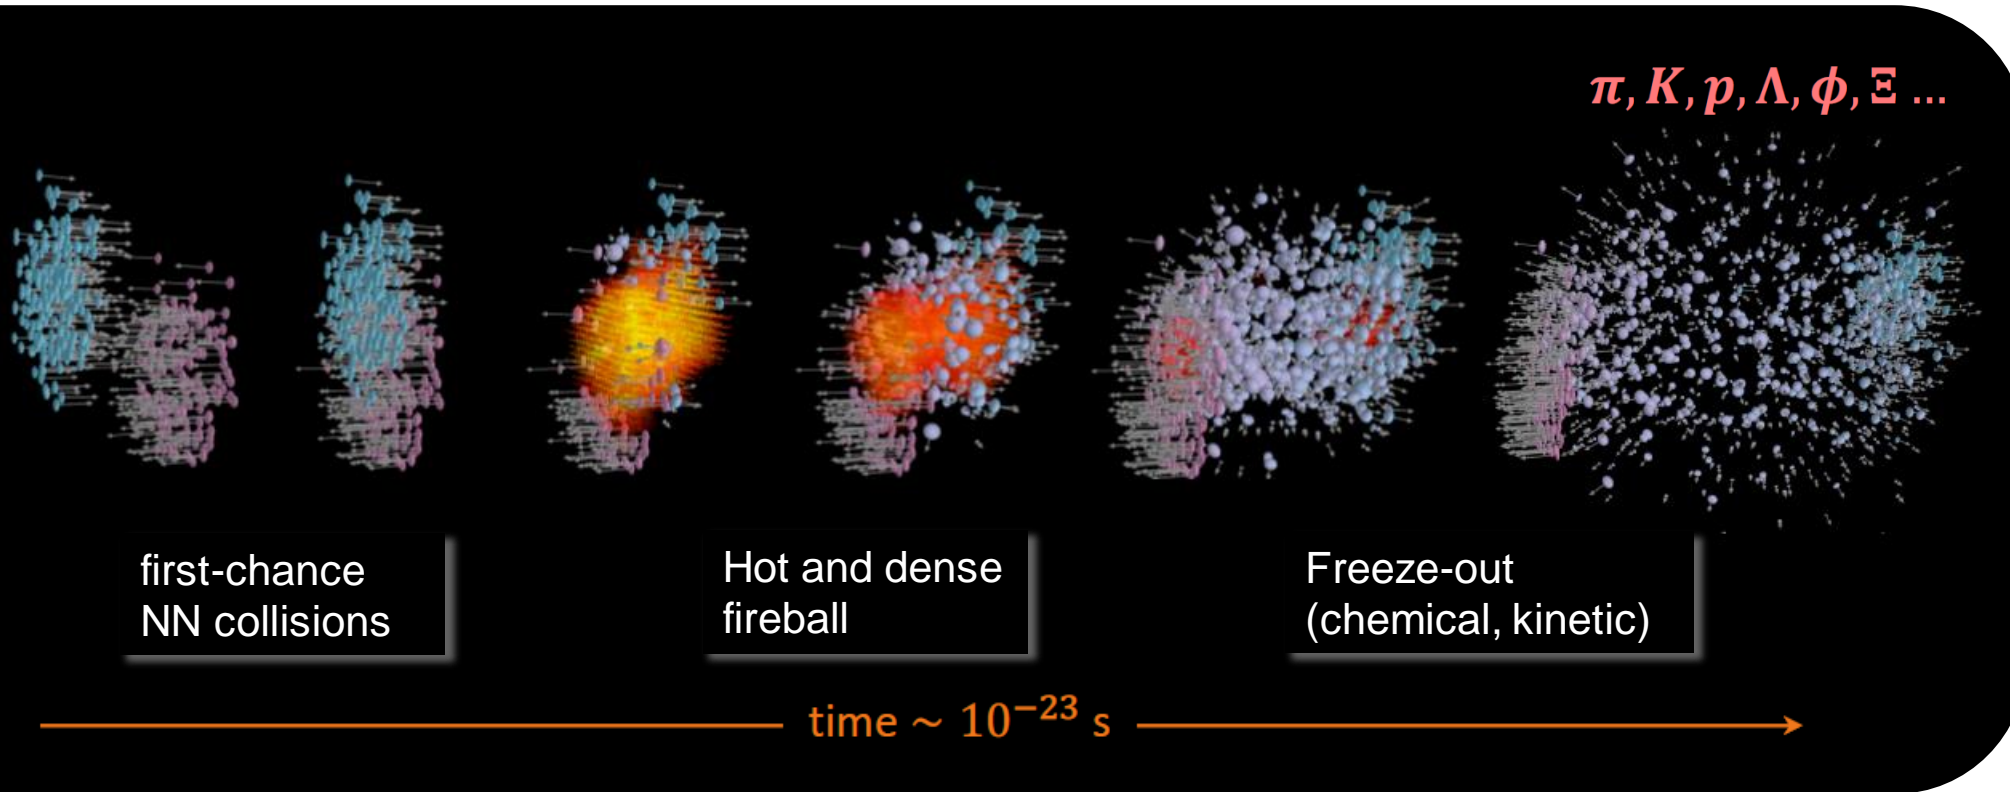 π, K, p, Λ, ϕ, Ξ ...
first-chance
NN collisions
Hot and dense
fireball
Freeze-out
(chemical, kinetic)
time ~ 10⁻²³ s